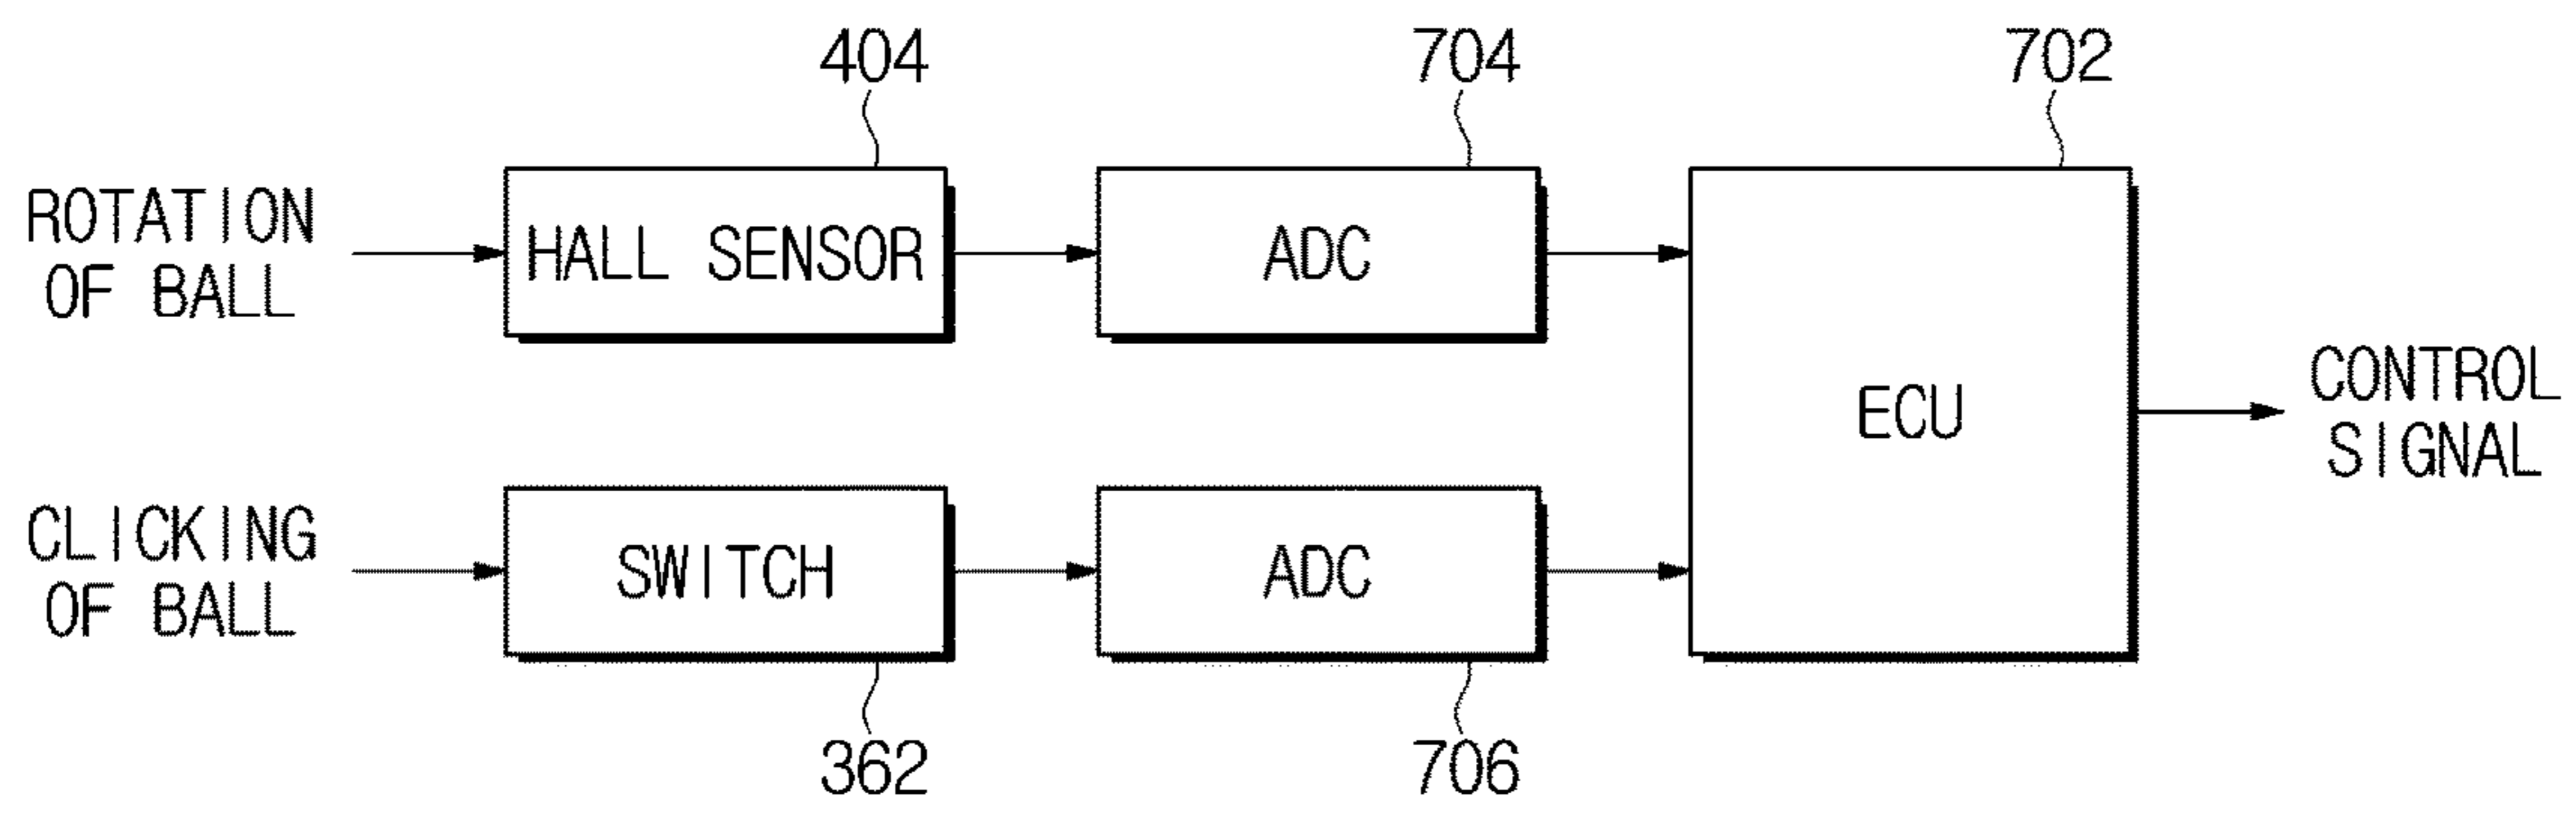 404
704
702
ROTATION
OF BALL
HALL SENSOR
ADC
ECU
CONTROL
SIGNAL
CLICKING
OF BALL
SWITCH
ADC
362
706